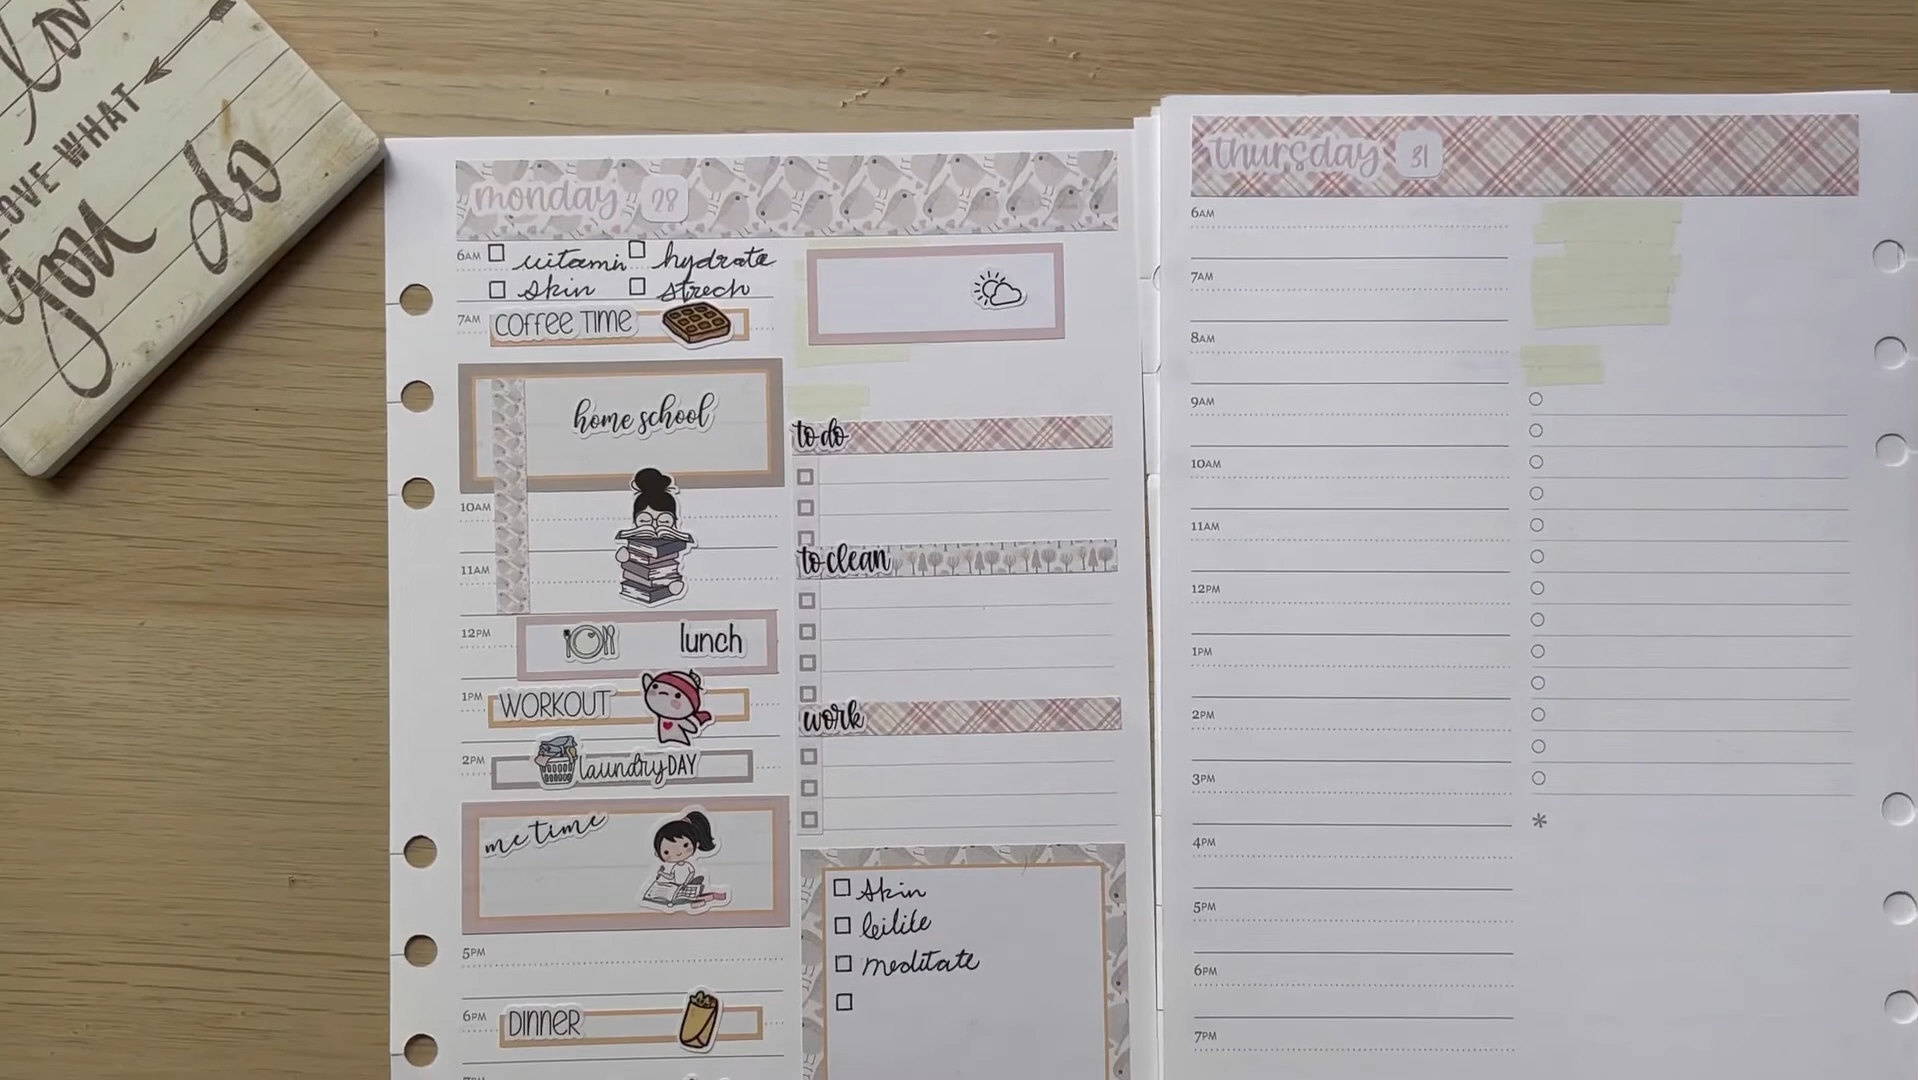 LOVE WHAT
you do
monday 28
6AM
vitamin hydrate
skin strech
7AM COFFEE TIME
home school
10AM
11AM
12PM lunch
1PM WORKOUT
2PM laundry DAY
me time
5PM
6PM DINNER
to do
to clean
work
skin
meditate
thursday 31
6AM
7AM
8AM
9AM
10AM
11AM
12PM
1PM
2PM
3PM
*
4PM
5PM
6PM
7PM